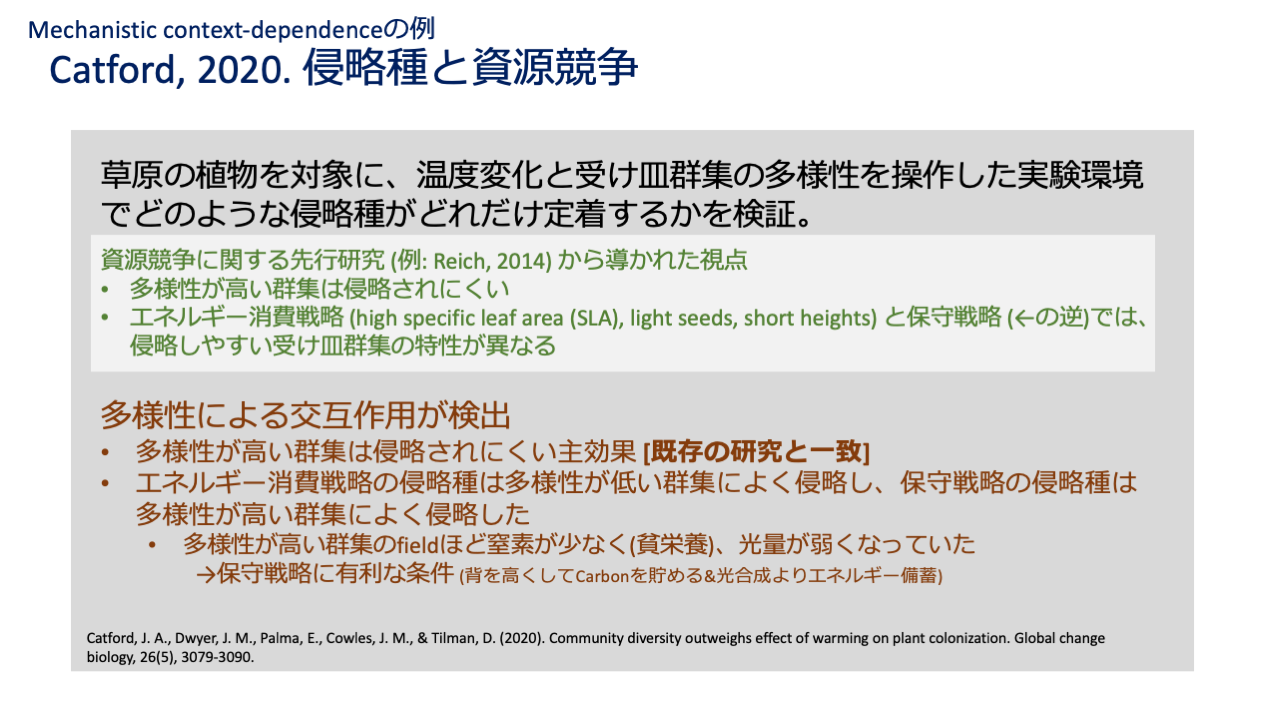 Mechanistic context-dependenceの例
Catford, 2020. 侵略種と資源競争
草原の植物を対象に、温度変化と受け皿群集の多様性を操作した実験環境
でどのような侵略種がどれだけ定着するかを検証。
資源競争に関する先行研究 (例: Reich, 2014) から導かれた視点
• 多様性が高い群集は侵略されにくい
• エネルギー消費戦略 (high specific leaf area (SLA), light seeds, short heights) と保守戦略 (←の逆)では、
侵略しやすい受け皿群集の特性が異なる
多様性による交互作用が検出
• 多様性が高い群集は侵略されにくい主効果 [既存の研究と一致]
• エネルギー消費戦略の侵略種は多様性が低い群集によく侵略し、保守戦略の侵略種は
多様性が高い群集によく侵略した
• 多様性が高い群集のfieldほど窒素が少なく(貧栄養)、光量が弱くなっていた
→保守戦略に有利な条件 (背を高くしてCarbonを貯める&光合成よりエネルギー備蓄)
Catford, J. A., Dwyer, J. M., Palma, E., Cowles, J. M., & Tilman, D. (2020). Community diversity outweighs effect of warming on plant colonization. Global change
biology, 26(5), 3079-3090.